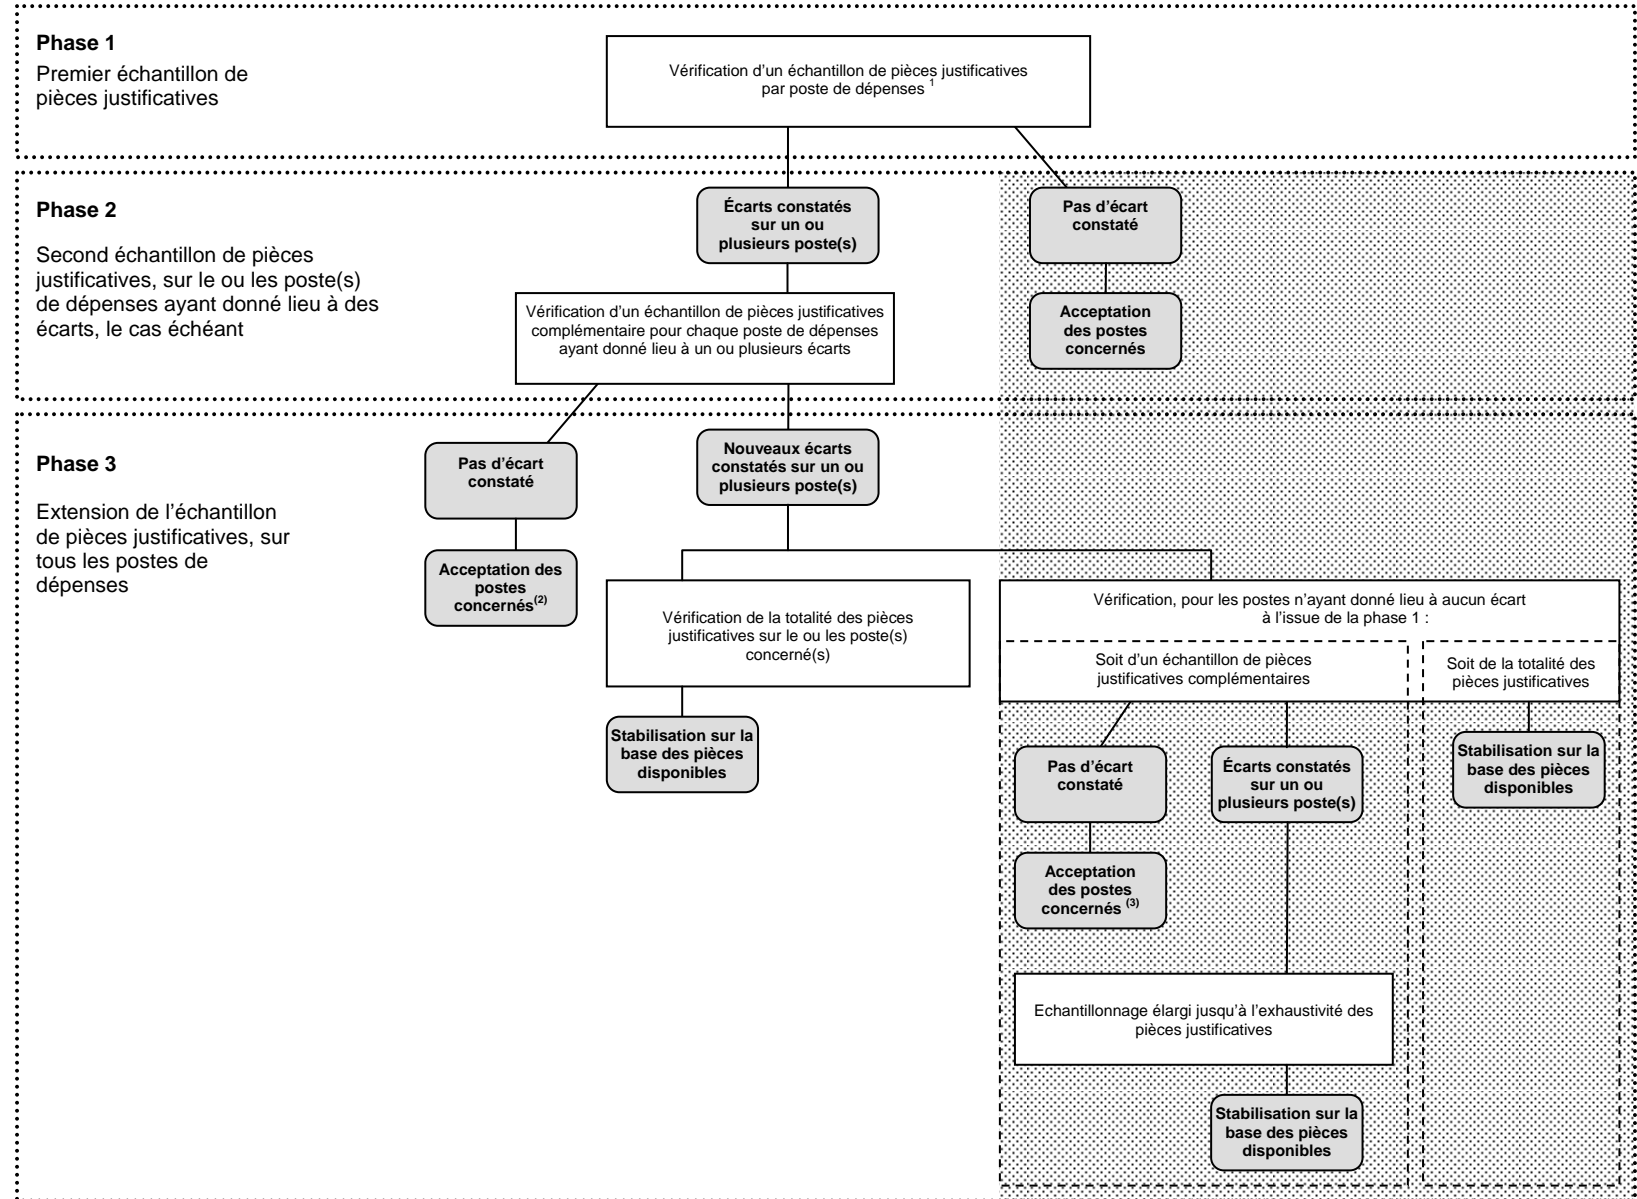 Phase 1
Premier échantillon de
pièces justificatives
Vérification d'un échantillon de pièces justificatives
par poste de dépenses 1
Phase 2
Second échantillon de pièces
justificatives, sur le ou les poste(s)
de dépenses ayant donné lieu à des
écarts, le cas échéant
Écarts constatés
sur un ou
plusieurs poste(s)
Pas d'écart
constaté
Vérification d'un échantillon de pièces justificatives
complémentaire pour chaque poste de dépenses
ayant donné lieu à un ou plusieurs écarts
Acceptation
des postes
concernés
Phase 3
Extension de l'échantillon
de pièces justificatives, sur
tous les postes de
dépenses
Pas d'écart
constaté
Nouveaux écarts
constatés sur un ou
plusieurs poste(s)
Acceptation des
postes
concernés(2)
Vérification de la totalité des pièces
justificatives sur le ou les poste(s)
concerné(s)
Stabilisation sur la
base des pièces
disponibles
Vérification, pour les postes n'ayant donné lieu à aucun écart
à l'issue de la phase 1 :
Soit d'un échantillon de pièces
justificatives complémentaires
Soit de la totalité des
pièces justificatives
Pas d'écart
constaté
Écarts constatés
sur un ou
plusieurs poste(s)
Stabilisation sur la
base des pièces
disponibles
Acceptation
des postes
concernés (3)
Echantillonnage élargi jusqu'à l'exhaustivité des
pièces justificatives
Stabilisation sur la
base des pièces
disponibles